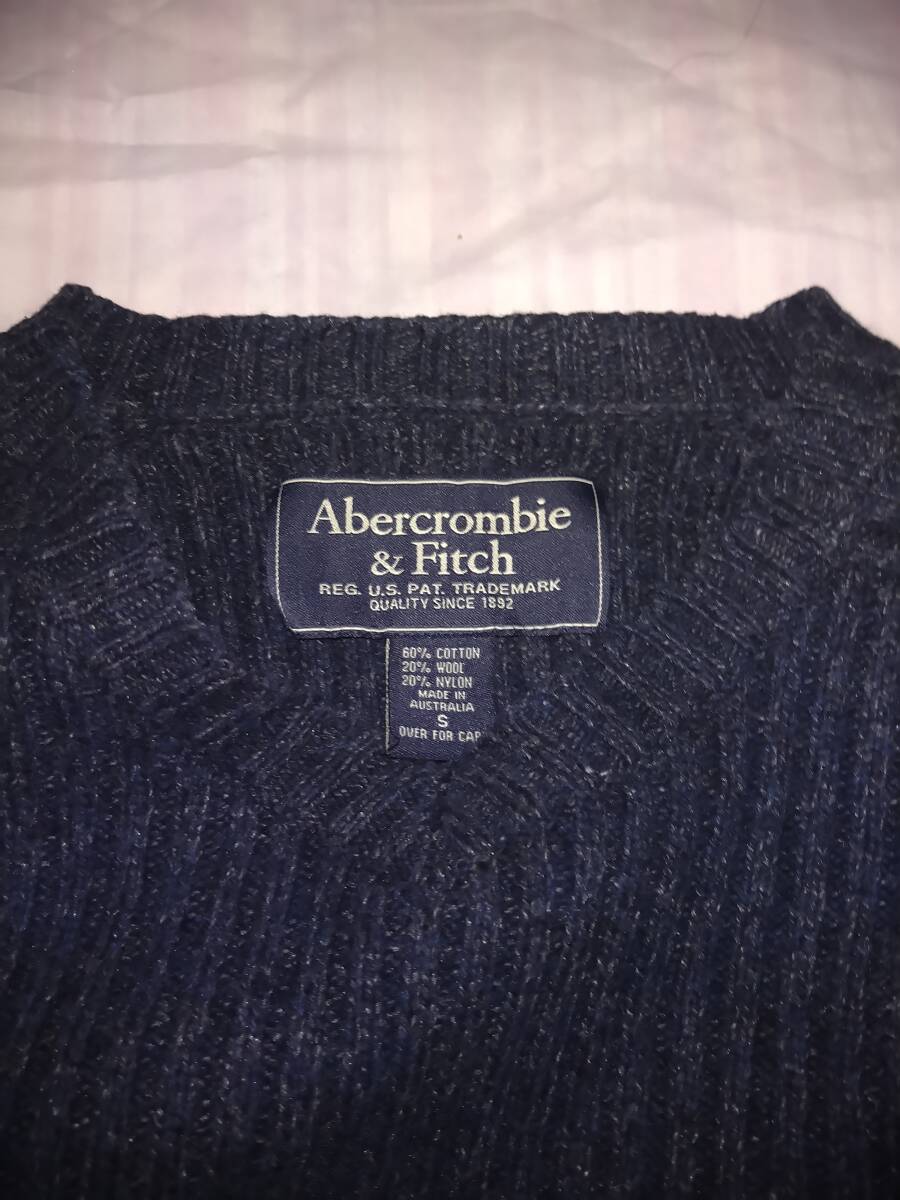 Abercrombie
& Fitch
REG. U.S. PAT. TRADEMARK
QUALITY SINCE 1892
60% COTTON
20% WOOL
20% NYLON
MADE IN
AUSTRALIA
S
OVER FOR CAP